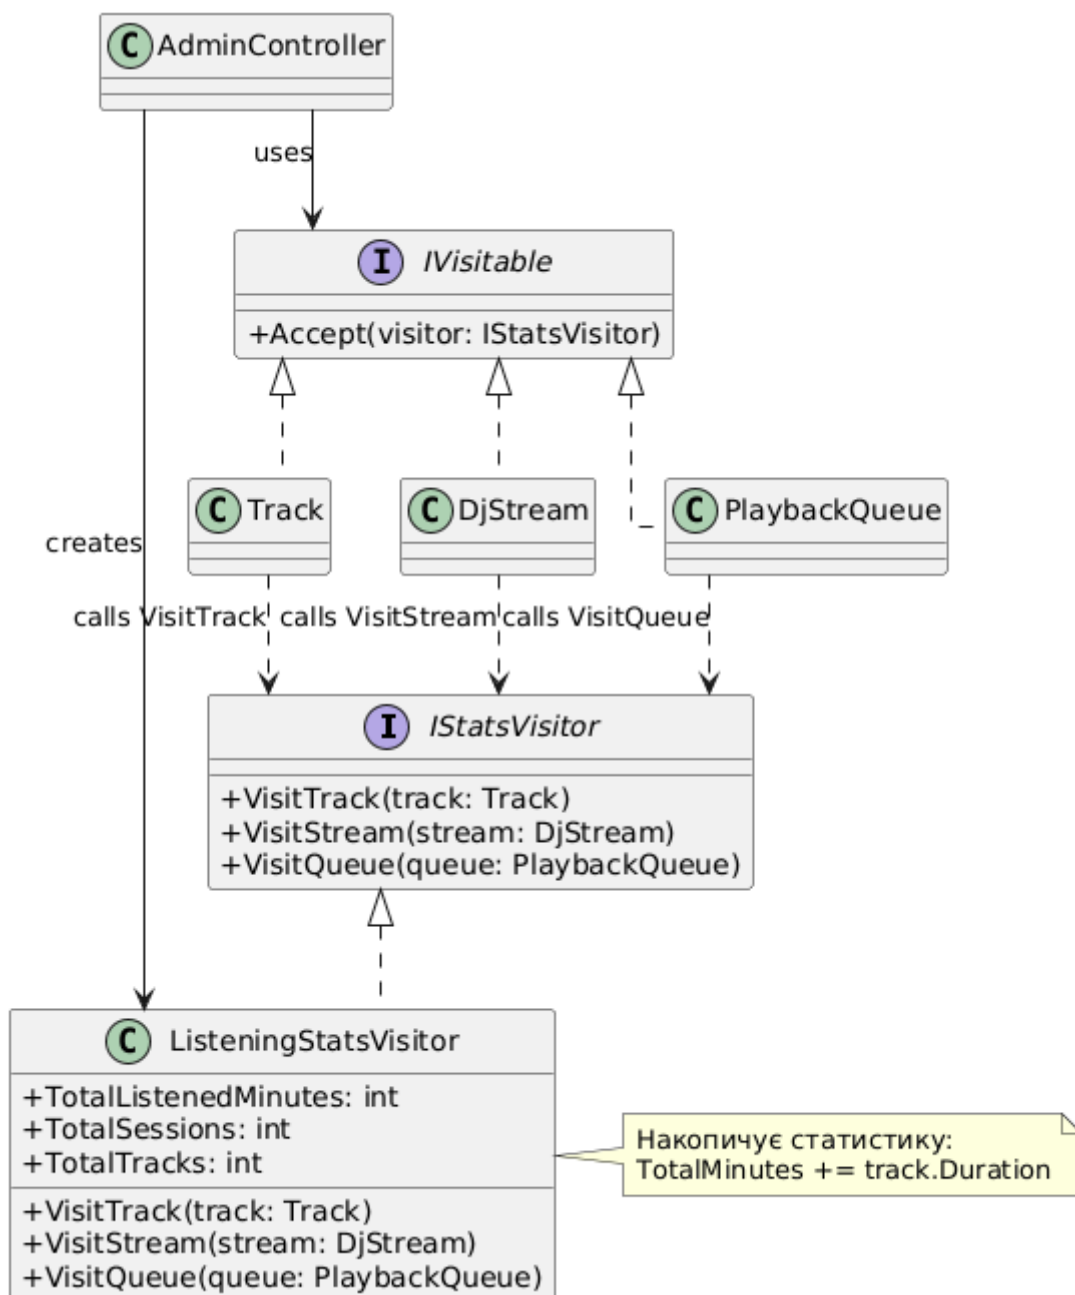 C AdminController
uses
I IVisitable
+Accept(visitor: IStatsVisitor)
C Track
C DjStream
C PlaybackQueue
creates
calls VisitTrack
calls VisitStream
calls VisitQueue
I IStatsVisitor
+VisitTrack(track: Track)
+VisitStream(stream: DjStream)
+VisitQueue(queue: PlaybackQueue)
C ListeningStatsVisitor
+TotalListenedMinutes: int
+TotalSessions: int
+TotalTracks: int
+VisitTrack(track: Track)
+VisitStream(stream: DjStream)
+VisitQueue(queue: PlaybackQueue)
Накопичує статистику:
TotalMinutes += track.Duration